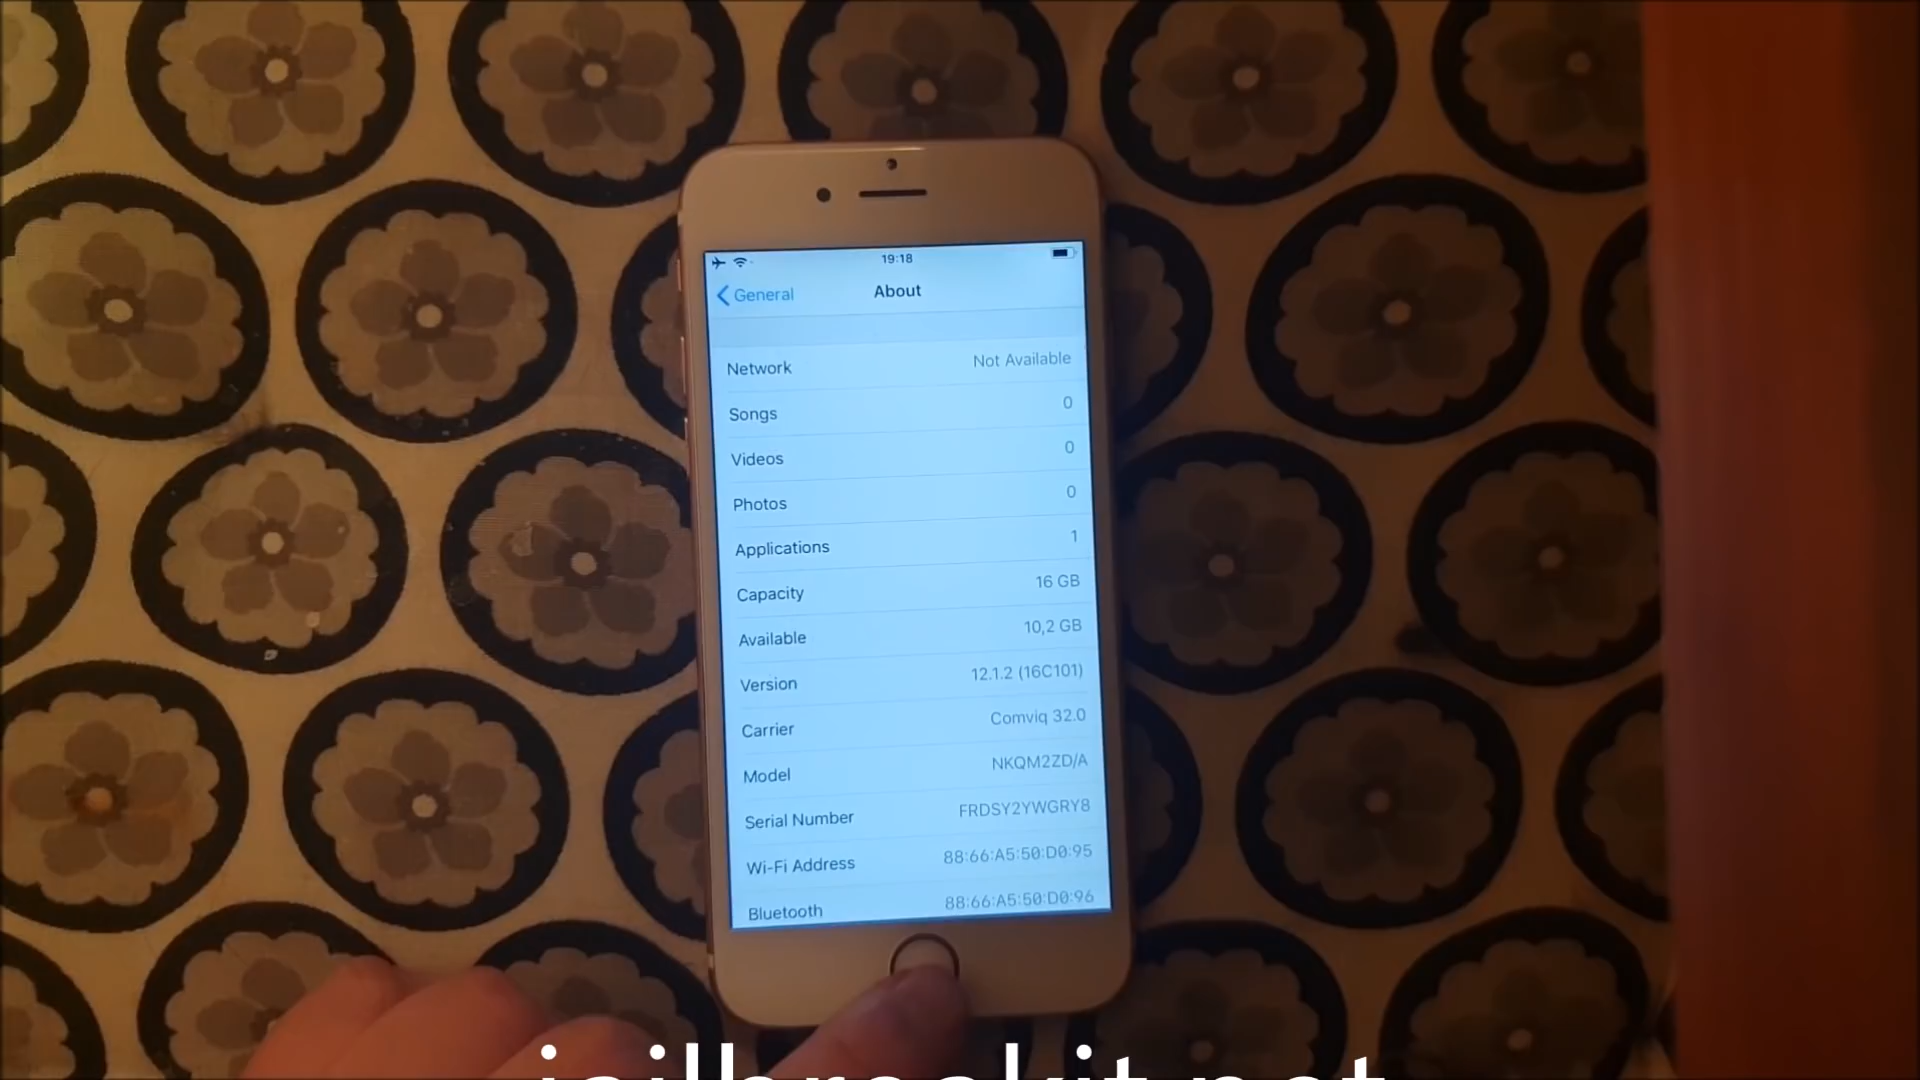 19:18
General About
Network Not Available
Songs 0
Videos 0
Photos 0
Applications 1
Capacity 16 GB
Available 10,2 GB
Version 12.1.2 (16C101)
Carrier Comviq 32.0
Model NKQM2ZD/A
Serial Number FRDSY2YWGRY8
Wi-Fi Address 88:66:A5:50:D0:95
Bluetooth 88:66:A5:50:D0:96
jailbreakit.net